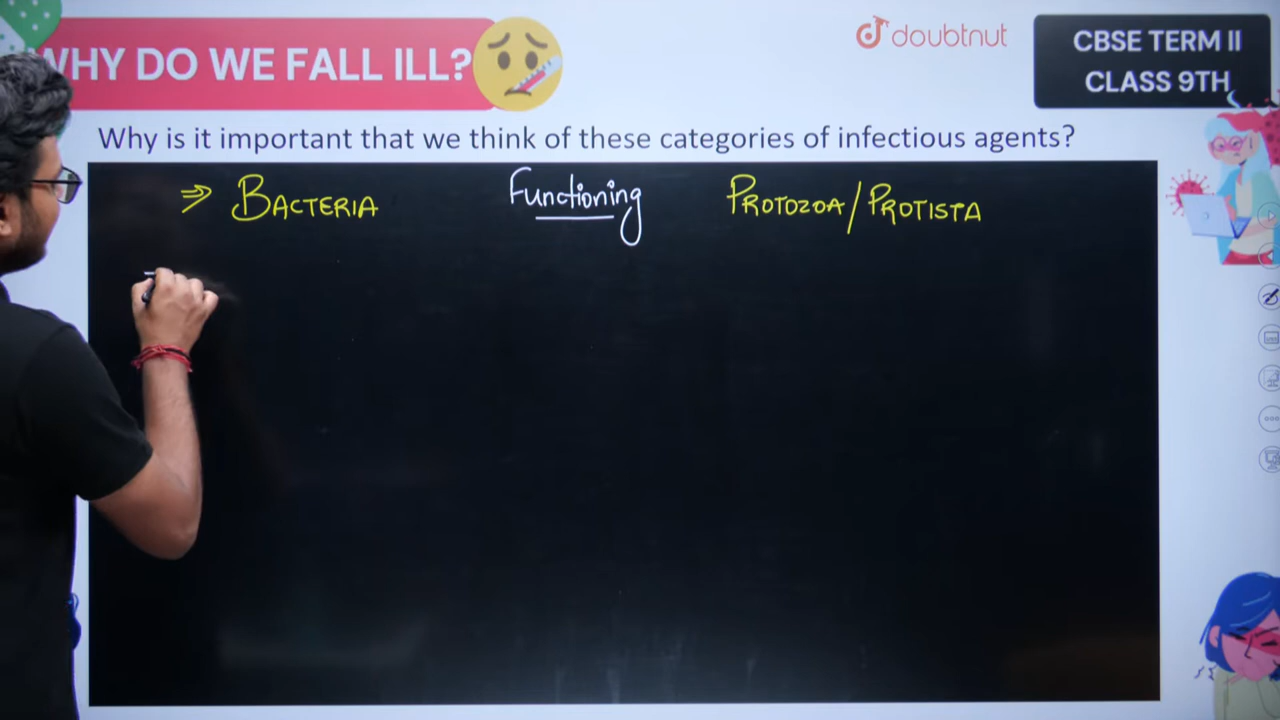 WHY DO WE FALL ILL?
doubtnut
CBSE TERM II
CLASS 9TH
Why is it important that we think of these categories of infectious agents?
⇒ BACTERIA
Functioning
PROTOZOA/PROTISTA